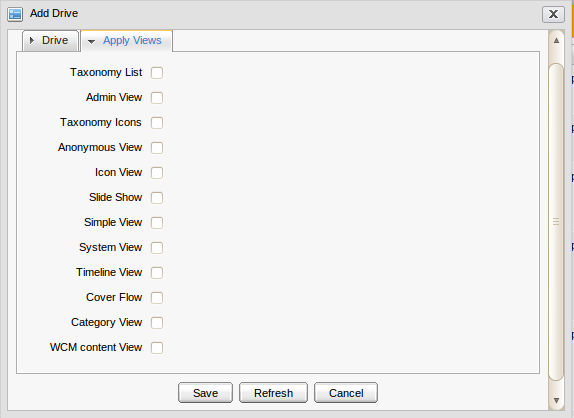 Add Drive
Drive Apply Views
Taxonomy List
Admin View
Taxonomy Icons
Anonymous View
Icon View
Slide Show
Simple View
System View
Timeline View
Cover Flow
Category View
WCM content View
Save Refresh Cancel